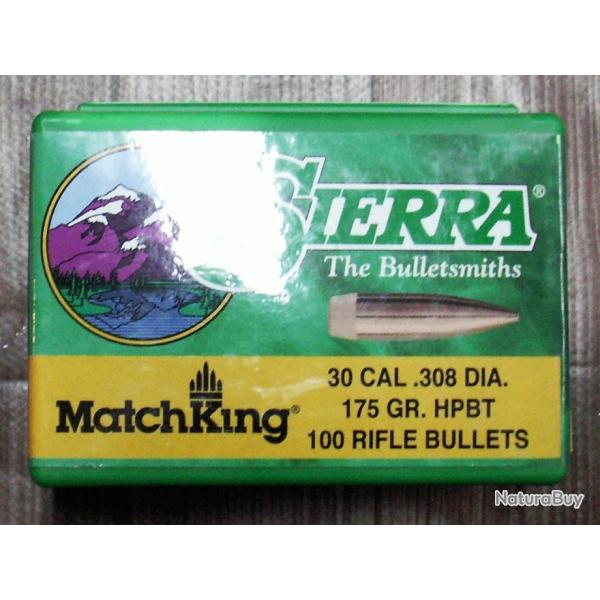 SIERRA®
The Bulletsmiths
MatchKing®
30 CAL .308 DIA.
175 GR. HPBT
100 RIFLE BULLETS
NaturaBuy